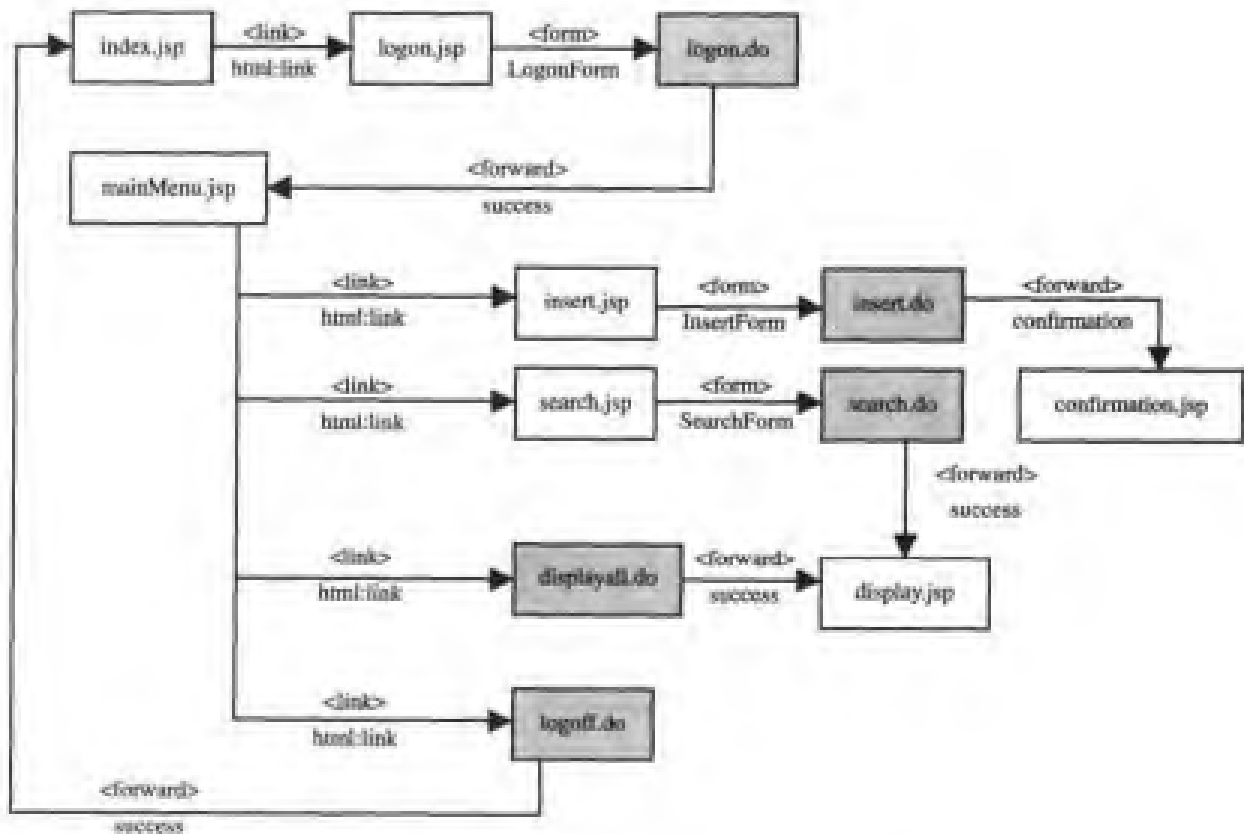 index.jsp
<link>
html:link
logon.jsp
<form>
LogonForm
logon.do
mainMenu.jsp
<forward>
success
<link>
html:link
insert.jsp
<form>
InsertForm
insert.do
<forward>
confirmation
confirmation.jsp
<link>
html:link
search.jsp
<form>
SearchForm
search.do
<forward>
success
<link>
html:link
displayall.do
<forward>
success
display.jsp
<link>
html:link
logoff.do
<forward>
success